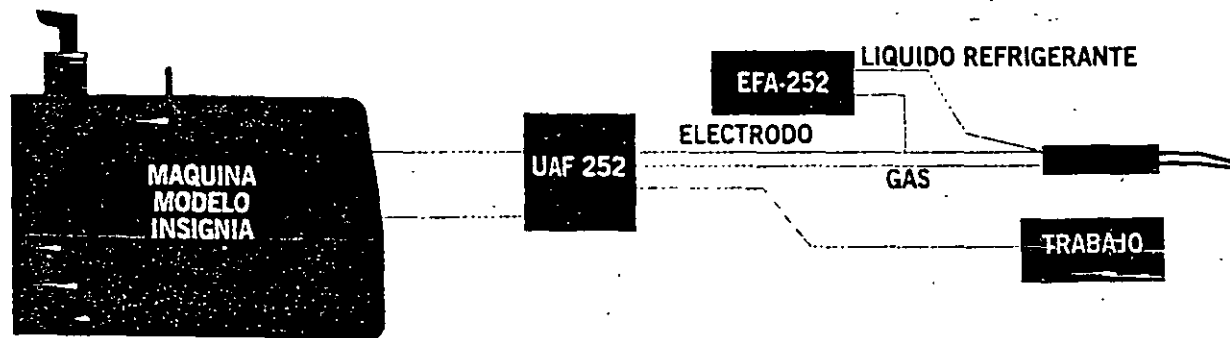 MAQUINA
MODELO
INSIGNIA
UAF 252
EFA-252
LIQUIDO REFRIGERANTE
ELECTRODO
GAS
TRABAJO